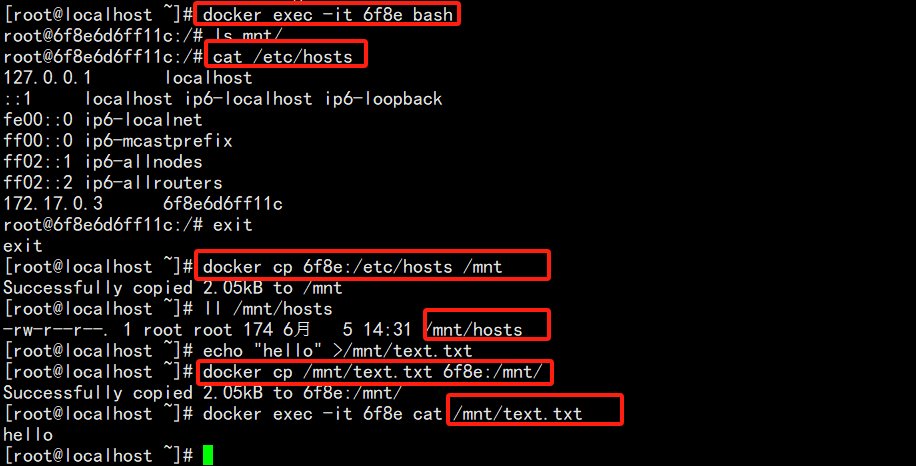 [root@localhost ~]# docker exec -it 6f8e bash
root@6f8e6d6ff11c:/# ls mnt/
root@6f8e6d6ff11c:/# cat /etc/hosts
127.0.0.1       localhost
::1     localhost ip6-localhost ip6-loopback
fe00::0 ip6-localnet
ff00::0 ip6-mcastprefix
ff02::1 ip6-allnodes
ff02::2 ip6-allrouters
172.17.0.3      6f8e6d6ff11c
root@6f8e6d6ff11c:/# exit
exit
[root@localhost ~]# docker cp 6f8e:/etc/hosts /mnt
Successfully copied 2.05kB to /mnt
[root@localhost ~]# ll /mnt/hosts
-rw-r--r--. 1 root root 174 6月   5 14:31 /mnt/hosts
[root@localhost ~]# echo "hello" >/mnt/text.txt
[root@localhost ~]# docker cp /mnt/text.txt 6f8e:/mnt/
Successfully copied 2.05kB to 6f8e:/mnt/
[root@localhost ~]# docker exec -it 6f8e cat /mnt/text.txt
hello
[root@localhost ~]#